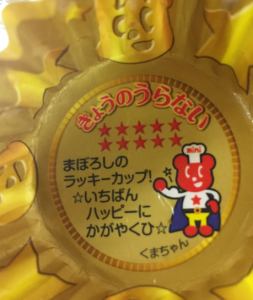 きょうのうらない
★★★★★
★★★★★
まぼろしの
ラッキーカップ!
☆いちばん
ハッピーに
かがやくひ☆
mini
くまちゃん